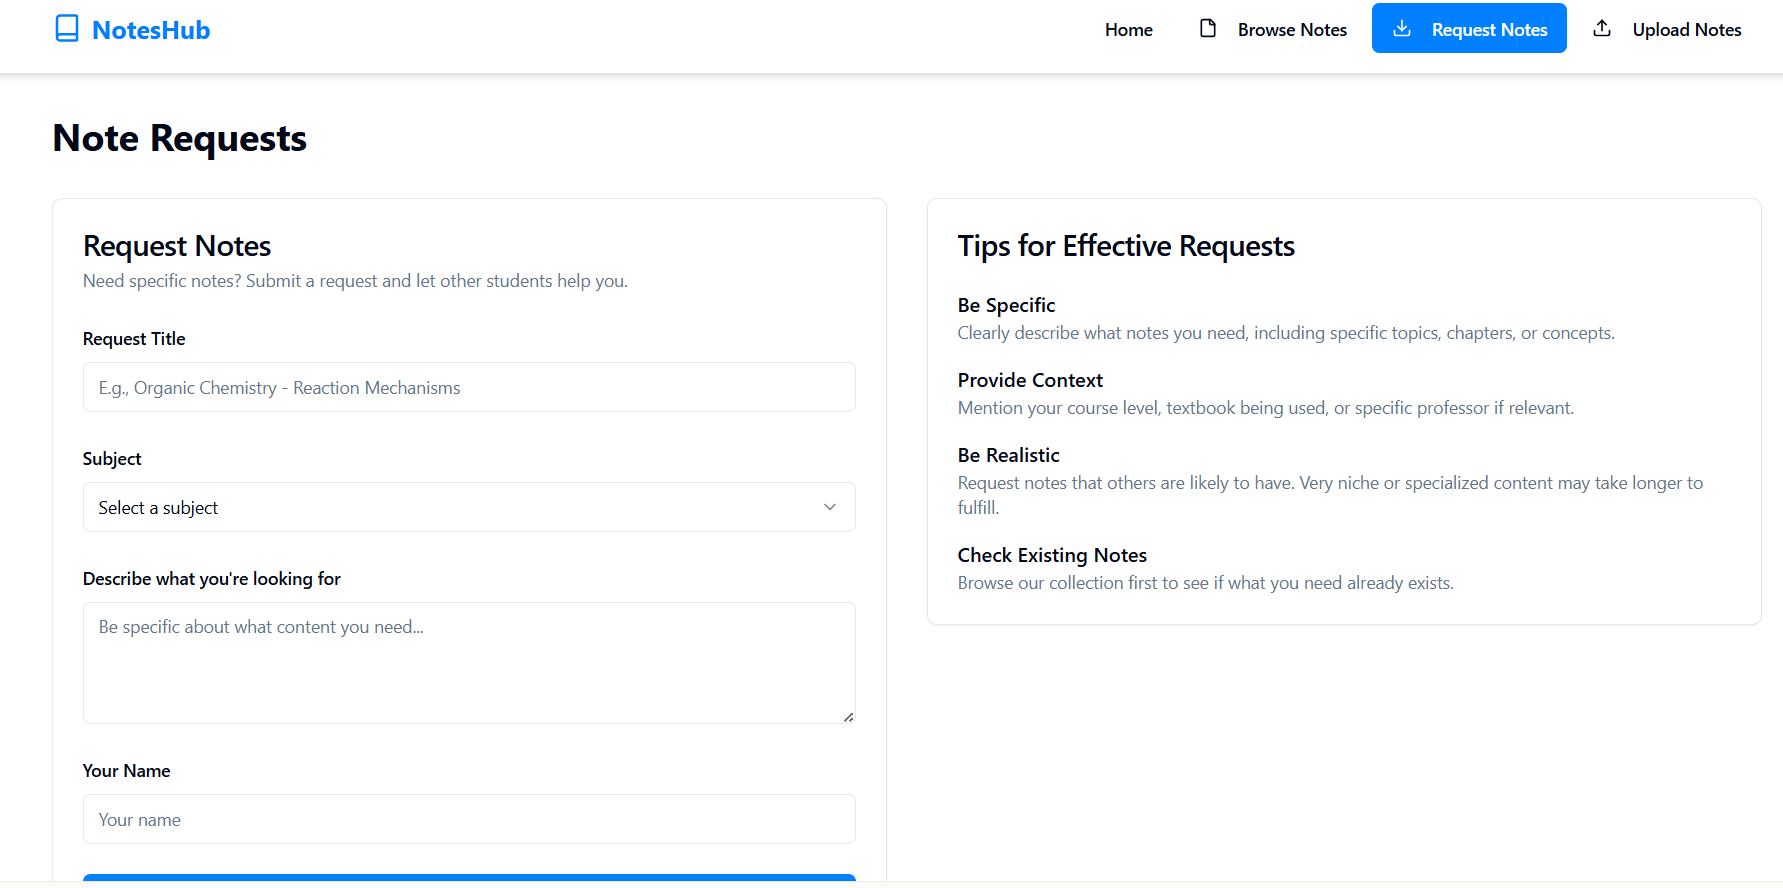 NotesHub
Home
Browse Notes
Request Notes
Upload Notes
Note Requests
Request Notes
Need specific notes? Submit a request and let other students help you.
Request Title
E.g., Organic Chemistry - Reaction Mechanisms
Subject
Select a subject
Describe what you're looking for
Be specific about what content you need...
Your Name
Your name
Tips for Effective Requests
Be Specific
Clearly describe what notes you need, including specific topics, chapters, or concepts.
Provide Context
Mention your course level, textbook being used, or specific professor if relevant.
Be Realistic
Request notes that others are likely to have. Very niche or specialized content may take longer to
fulfill.
Check Existing Notes
Browse our collection first to see if what you need already exists.